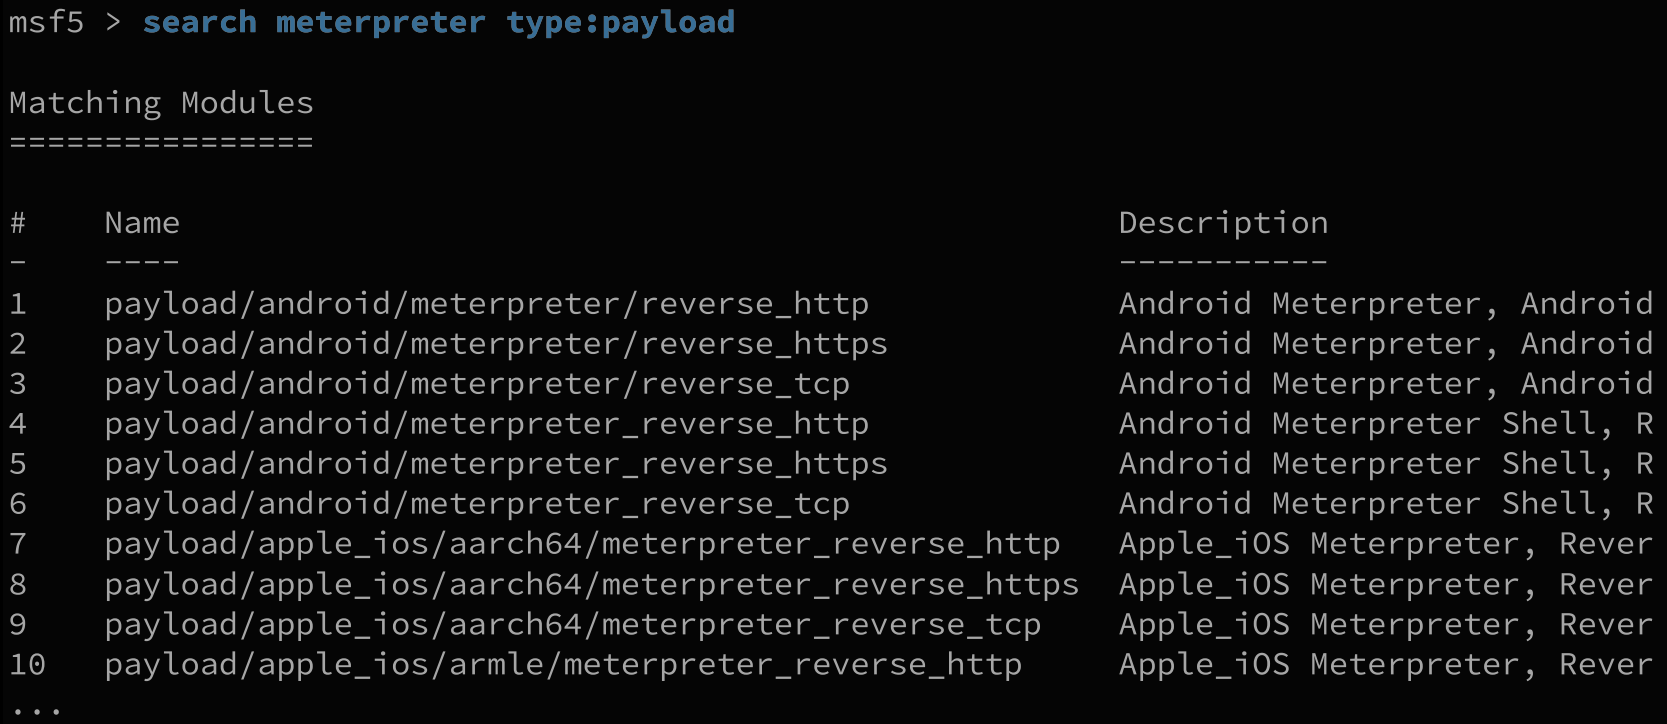 msf5 > search meterpreter type:payload
Matching Modules
================
#    Name                                                 Description
-    ----                                                 -----------
1    payload/android/meterpreter/reverse_http             Android Meterpreter, Android
2    payload/android/meterpreter/reverse_https            Android Meterpreter, Android
3    payload/android/meterpreter/reverse_tcp              Android Meterpreter, Android
4    payload/android/meterpreter_reverse_http             Android Meterpreter Shell, R
5    payload/android/meterpreter_reverse_https            Android Meterpreter Shell, R
6    payload/android/meterpreter_reverse_tcp              Android Meterpreter Shell, R
7    payload/apple_ios/aarch64/meterpreter_reverse_http   Apple_iOS Meterpreter, Rever
8    payload/apple_ios/aarch64/meterpreter_reverse_https  Apple_iOS Meterpreter, Rever
9    payload/apple_ios/aarch64/meterpreter_reverse_tcp    Apple_iOS Meterpreter, Rever
10   payload/apple_ios/armle/meterpreter_reverse_http     Apple_iOS Meterpreter, Rever
...